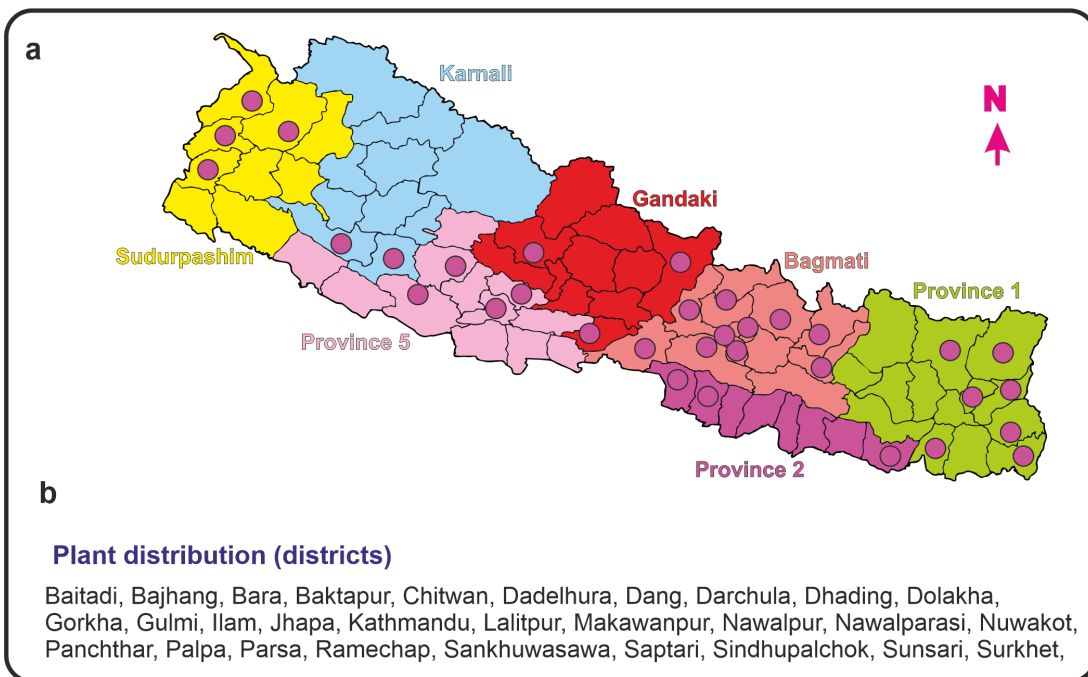 a
Karnali
N
Gandaki
Sudurpashim
Bagmati
Province 1
Province 5
Province 2
b
Plant distribution (districts)
Baitadi, Bajhang, Bara, Baktapur, Chitwan, Dadelhura, Dang, Darchula, Dhading, Dolakha,
Gorkha, Gulmi, Ilam, Jhapa, Kathmandu, Lalitpur, Makawanpur, Nawalpur, Nawalparasi, Nuwakot,
Panchthar, Palpa, Parsa, Ramechap, Sankhuwasawa, Saptari, Sindhupalchok, Sunsari, Surkhet,